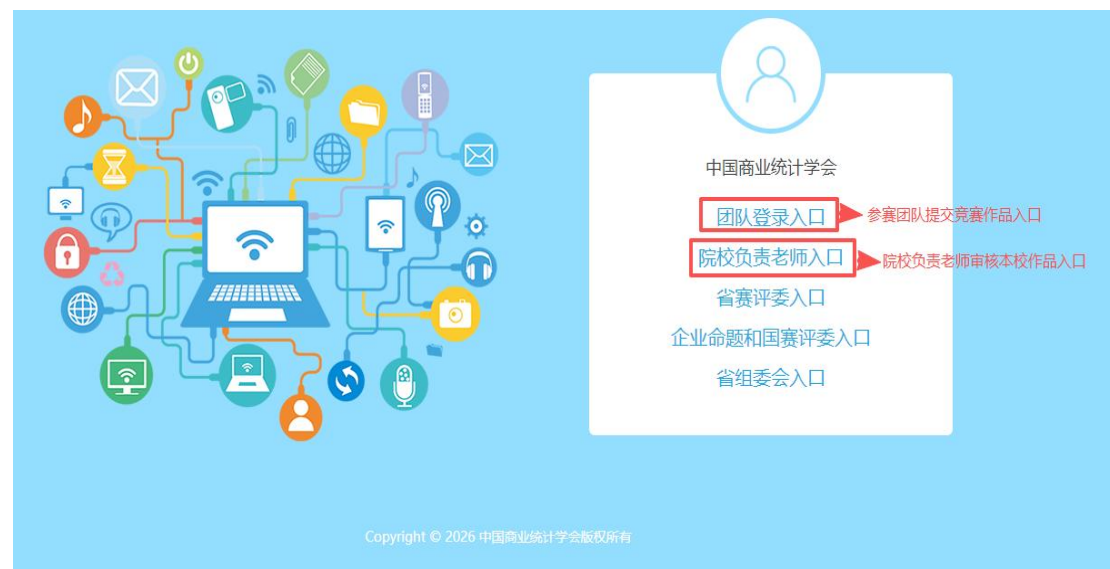 中国商业统计学会
团队登录入口
参赛团队提交竞赛作品入口
院校负责老师入口
院校负责老师审核本校作品入口
省赛评委入口
企业命题和国赛评委入口
省组委会入口
Copyright © 2026 中国商业统计学会版权所有